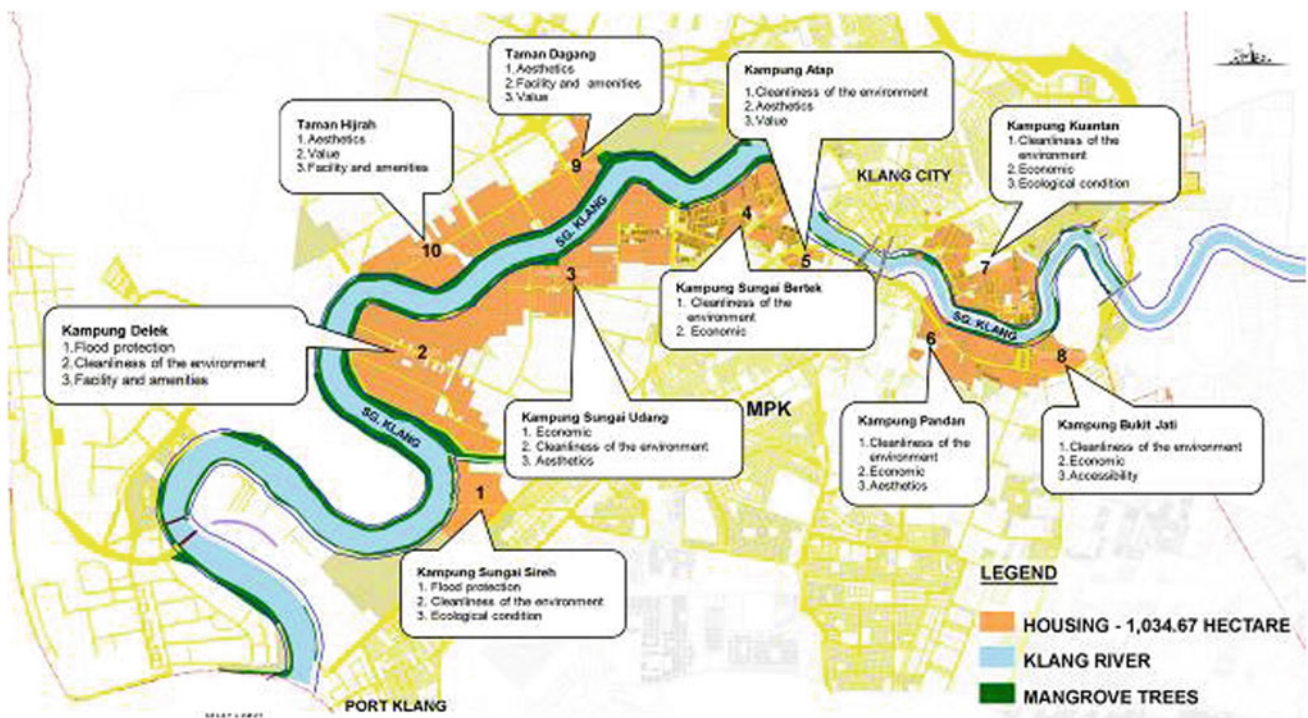 Taman Dagang
1. Aesthetics
2. Facility and amenities
3. Value
Kampung Atap
1.Cleanliness of the environment
2. Aesthetics
3. Value
Taman Hijrah
1. Aesthetics
2. Value
3. Facility and amenities
Kampung Kuantan
1. Cleanliness of the
environment
2. Economic
3. Ecological condition
KLANG CITY
9
10
SG. KLANG
3
4
5
7
Kampung Sungai Bertek
1. Cleanliness of the
environment
2. Economic
SG. KLANG
6
8
Kampung Delek
1. Flood protection
2. Cleanliness of the environment
3. Facility and amenities
2
SG. KLANG
Kampung Sungai Udang
1. Economic
2. Cleanliness of the environment
3. Aesthetics
MPK
Kampung Pandan
1. Cleanliness of the
environment
2. Economic
3. Aesthetics
Kampung Bukit Jati
1. Cleanliness of the environment
2. Economic
3. Accessibility
1
Kampung Sungai Sireh
1. Flood protection
2. Cleanliness of the environment
3. Ecological condition
LEGEND
HOUSING - 1,034.67 HECTARE
KLANG RIVER
MANGROVE TREES
PORT KLANG